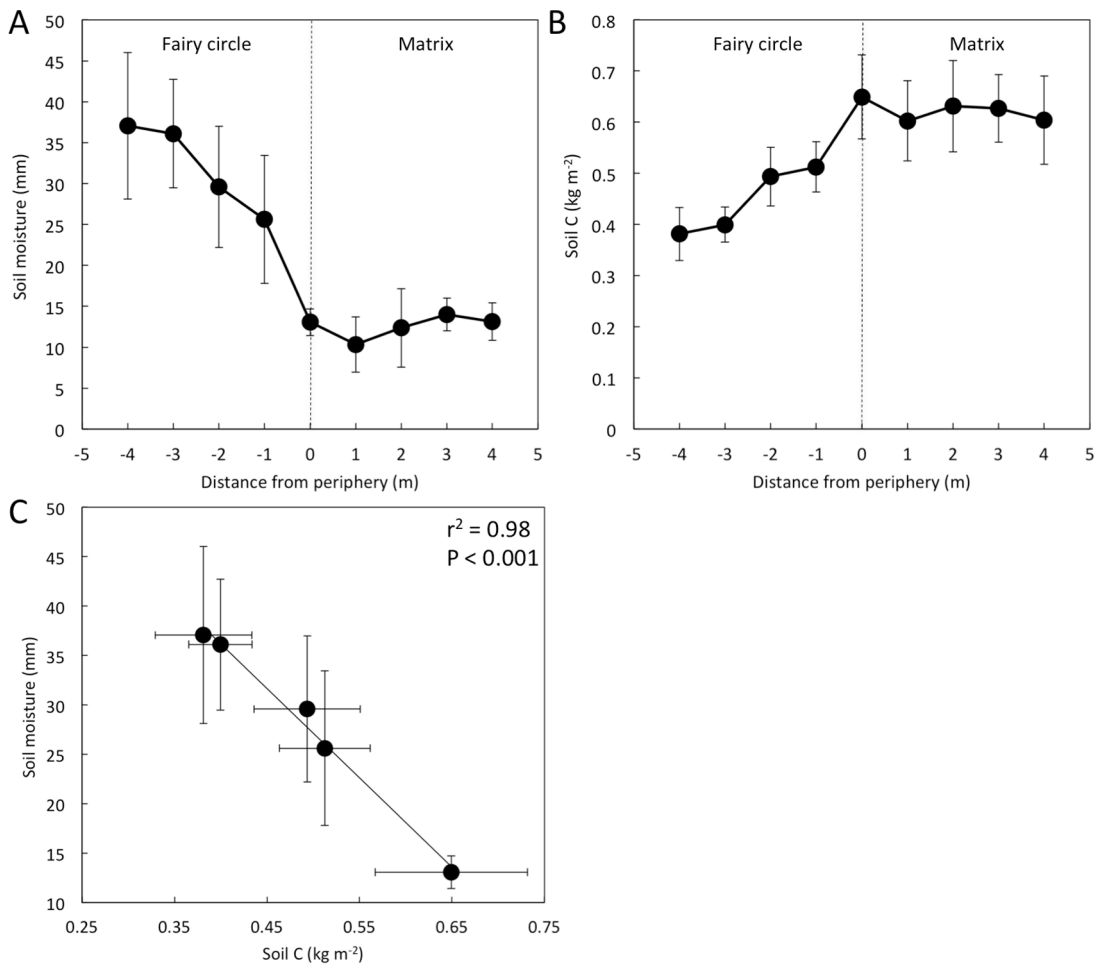 A
50
45
40
35
30
25
20
15
10
5
0
Soil moisture (mm)
Fairy circle
Matrix
-5 -4 -3 -2 -1 0 1 2 3 4 5
Distance from periphery (m)
B
0.8
0.7
0.6
0.5
0.4
0.3
0.2
0.1
0
Soil C (kg m⁻²)
Fairy circle
Matrix
-5 -4 -3 -2 -1 0 1 2 3 4 5
Distance from periphery (m)
C
50
45
40
35
30
25
20
15
10
Soil moisture (mm)
r² = 0.98
P < 0.001
0.25 0.35 0.45 0.55 0.65 0.75
Soil C (kg m⁻²)